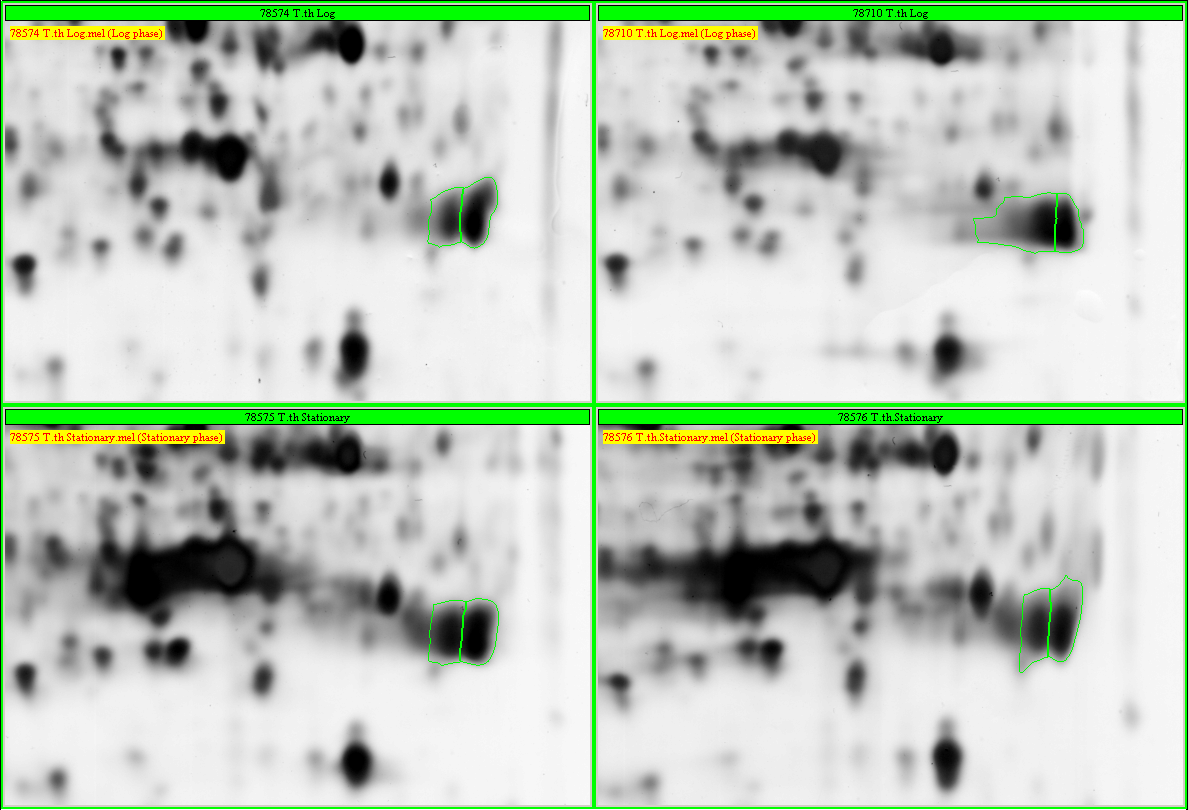 78574 T.th Log
78574 T.th Log.mel (Log phase)
78710 T.th Log
78710 T.th Log.mel (Log phase)
78575 T.th Stationary
78575 T.th Stationary.mel (Stationary phase)
78576 T.th.Stationary
78576 T.th.Stationary.mel (Stationary phase)